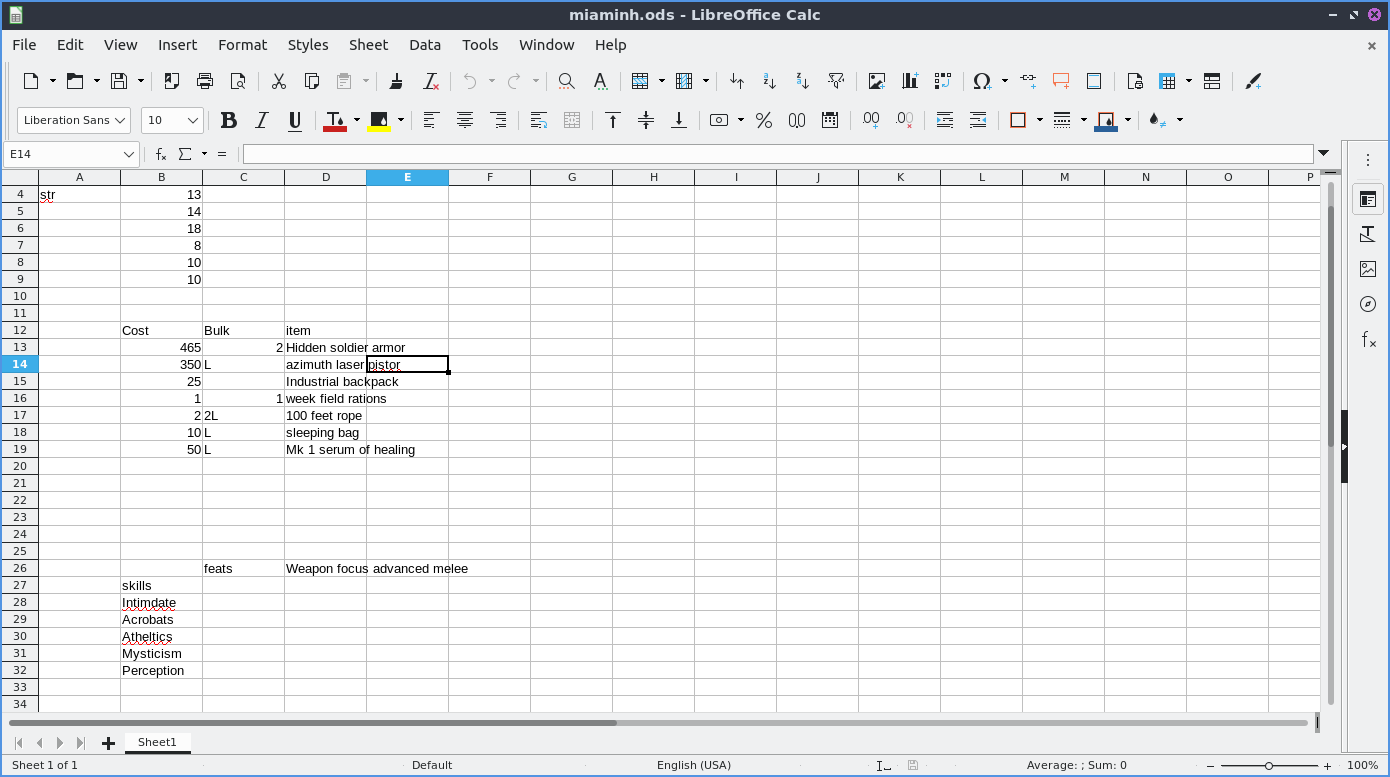 miaminh.ods - LibreOffice Calc
File Edit View Insert Format Styles Sheet Data Tools Window Help
Liberation Sans 10
E14
A B C D E F G H I J K L M N O P
4 str 13
5 14
6 18
7 8
8 10
9 10
10
11
12 Cost Bulk item
13 465 2 Hidden soldier armor
14 350 L azimuth laser pistor
15 25 Industrial backpack
16 1 1 week field rations
17 2 2L 100 feet rope
18 10 L sleeping bag
19 50 L Mk 1 serum of healing
20
21
22
23
24
25
26 feats Weapon focus advanced melee
27 skills
28 Intimdate
29 Acrobats
30 Atheltics
31 Mysticism
32 Perception
33
34
Sheet1
Sheet 1 of 1 Default English (USA) Average: ; Sum: 0 100%